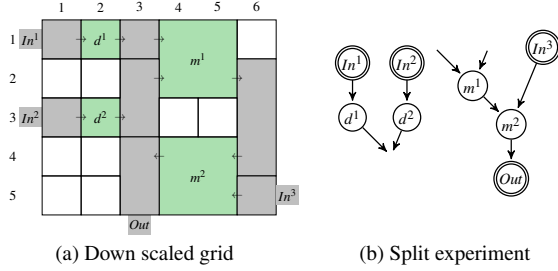 1 2 3 4 5 6
1 In¹ → d¹ → → m¹
2 → →
3 In² → d² →
4 ← m² ←
5 ← In³
Out
In¹ In² In³
m¹
d¹ d² m²
Out
(a) Down scaled grid (b) Split experiment